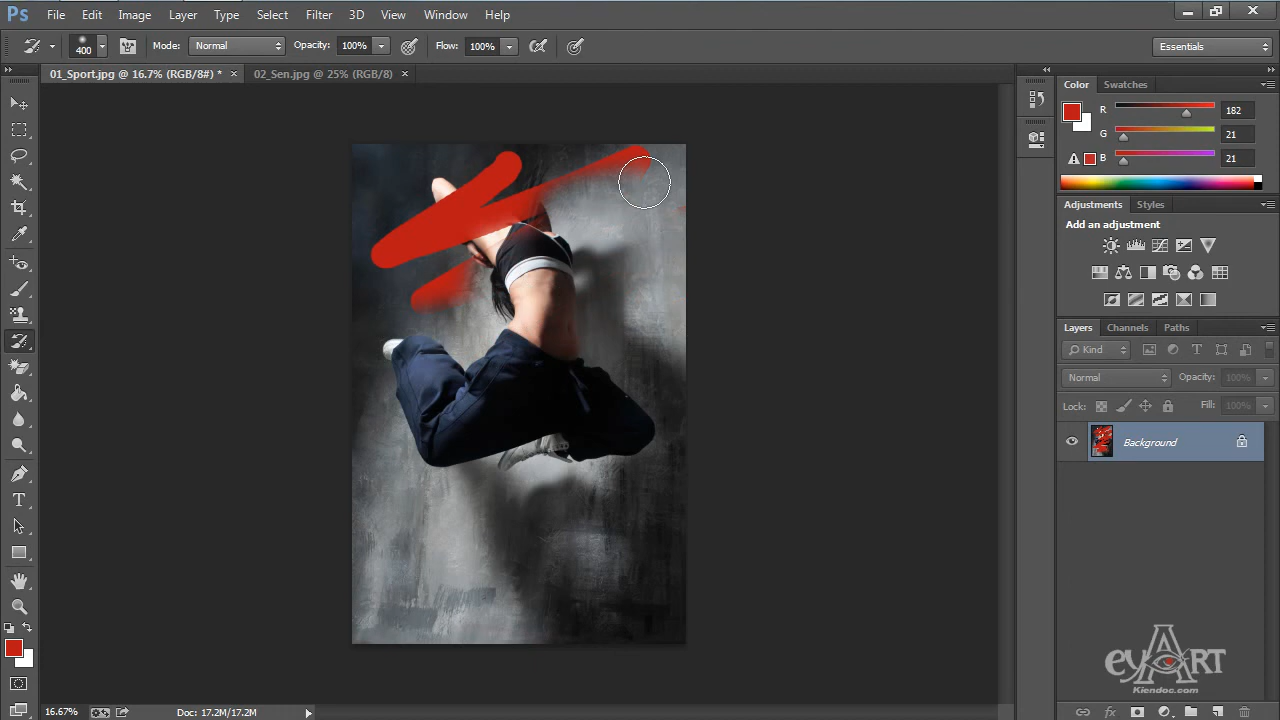 Ps File Edit Image Layer Type Select Filter 3D View Window Help
400 Mode: Normal Opacity: 100% Flow: 100% Essentials
01_Sport.jpg @ 16.7% (RGB/8#) * × 02_Sen.jpg @ 25% (RGB/8) ×
Color Swatches
R 182
G 21
B 21
Adjustments Styles
Add an adjustment
Layers Channels Paths
Kind
Normal Opacity: 100%
Lock: Fill: 100%
Background
eyArt
Kiendoc.com
16.67% Doc: 17.2M/17.2M
fx